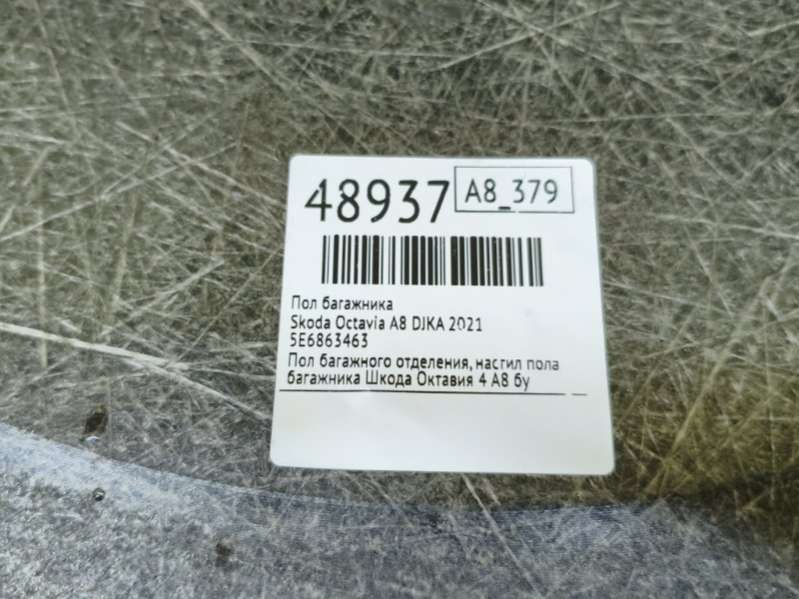 48937 A8_379
Пол багажника
Skoda Octavia A8 DJKA 2021
5E6863463
Пол багажного отделения, настил пола
багажника Шкода Октавия 4 А8 бу